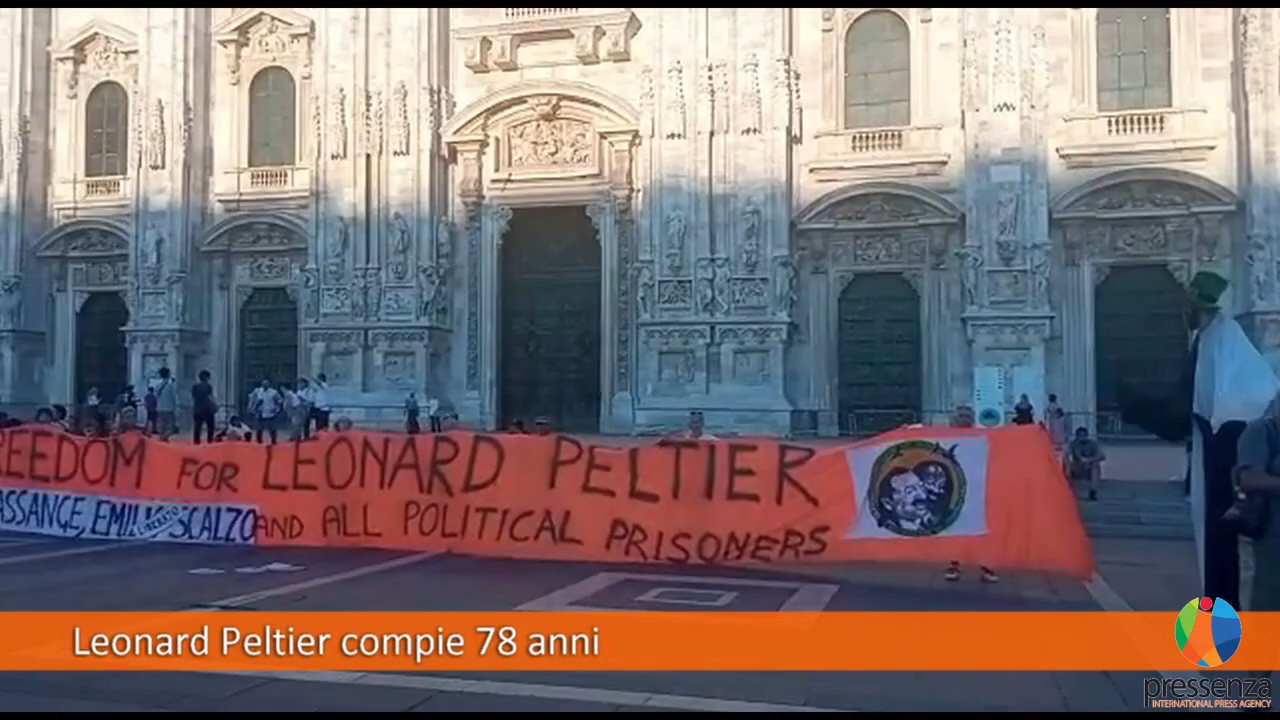 REEDOM FOR LEONARD PELTIER
ASSANGE, EMILIO SCALZO AND ALL POLITICAL PRISONERS
Leonard Peltier compie 78 anni
pressenza
INTERNATIONAL PRESS AGENCY